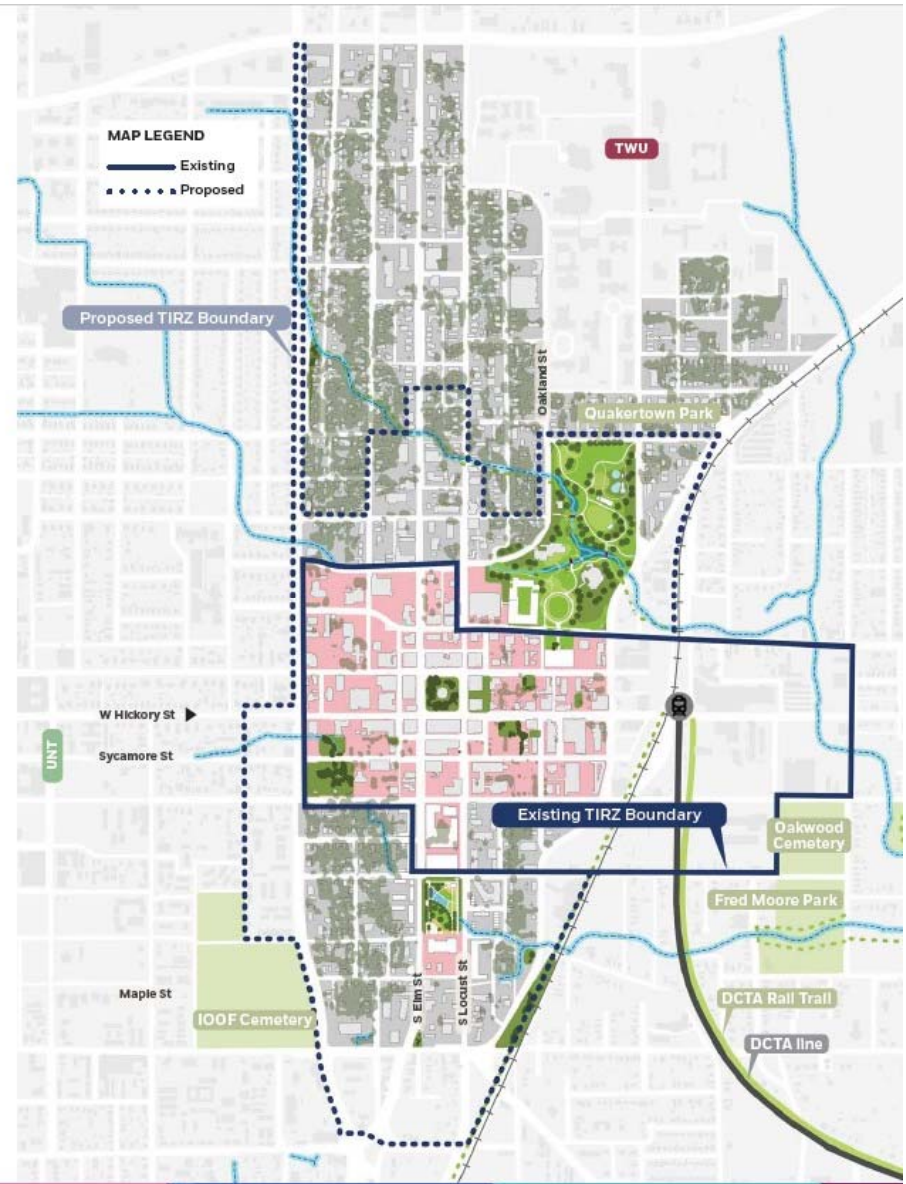 MAP LEGEND
Existing
Proposed
TWU
Proposed TIRZ Boundary
Oakland St
Quakertown Park
W Hickory St
Sycamore St
UNT
Existing TIRZ Boundary
Oakwood
Cemetery
Fred Moore Park
Maple St
S Elm St
S Locust St
IOOF Cemetery
DCTA Rail Trail
DCTA line